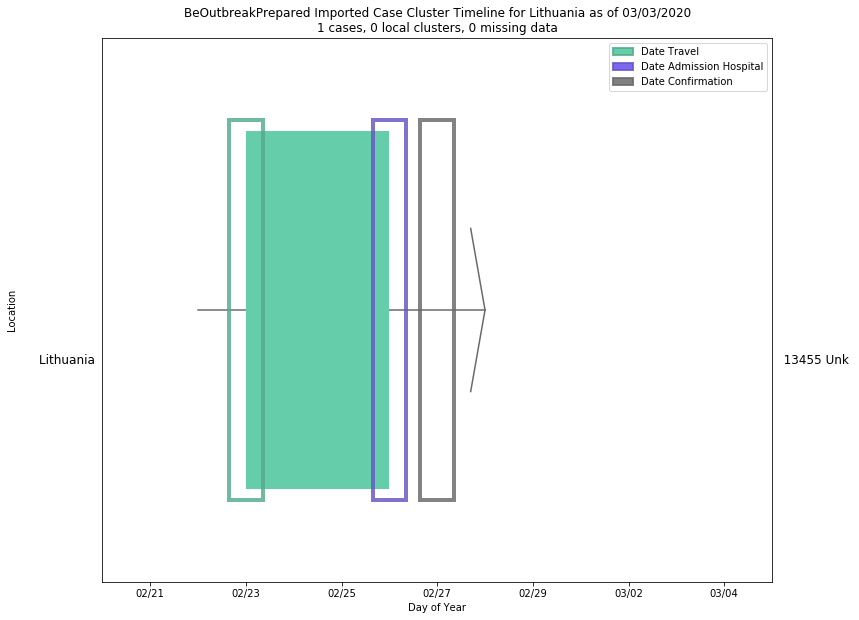 BeOutbreakPrepared Imported Case Cluster Timeline for Lithuania as of 03/03/2020
1 cases, 0 local clusters, 0 missing data
Date Travel
Date Admission Hospital
Date Confirmation
Location
Lithuania
13455 Unk
02/21 02/23 02/25 02/27 02/29 03/02 03/04
Day of Year